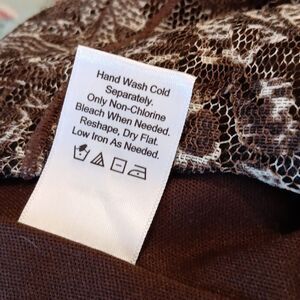 Hand Wash Cold
Separately.
Only Non-Chlorine
Bleach When Needed.
Reshape, Dry Flat.
Low Iron As Needed.